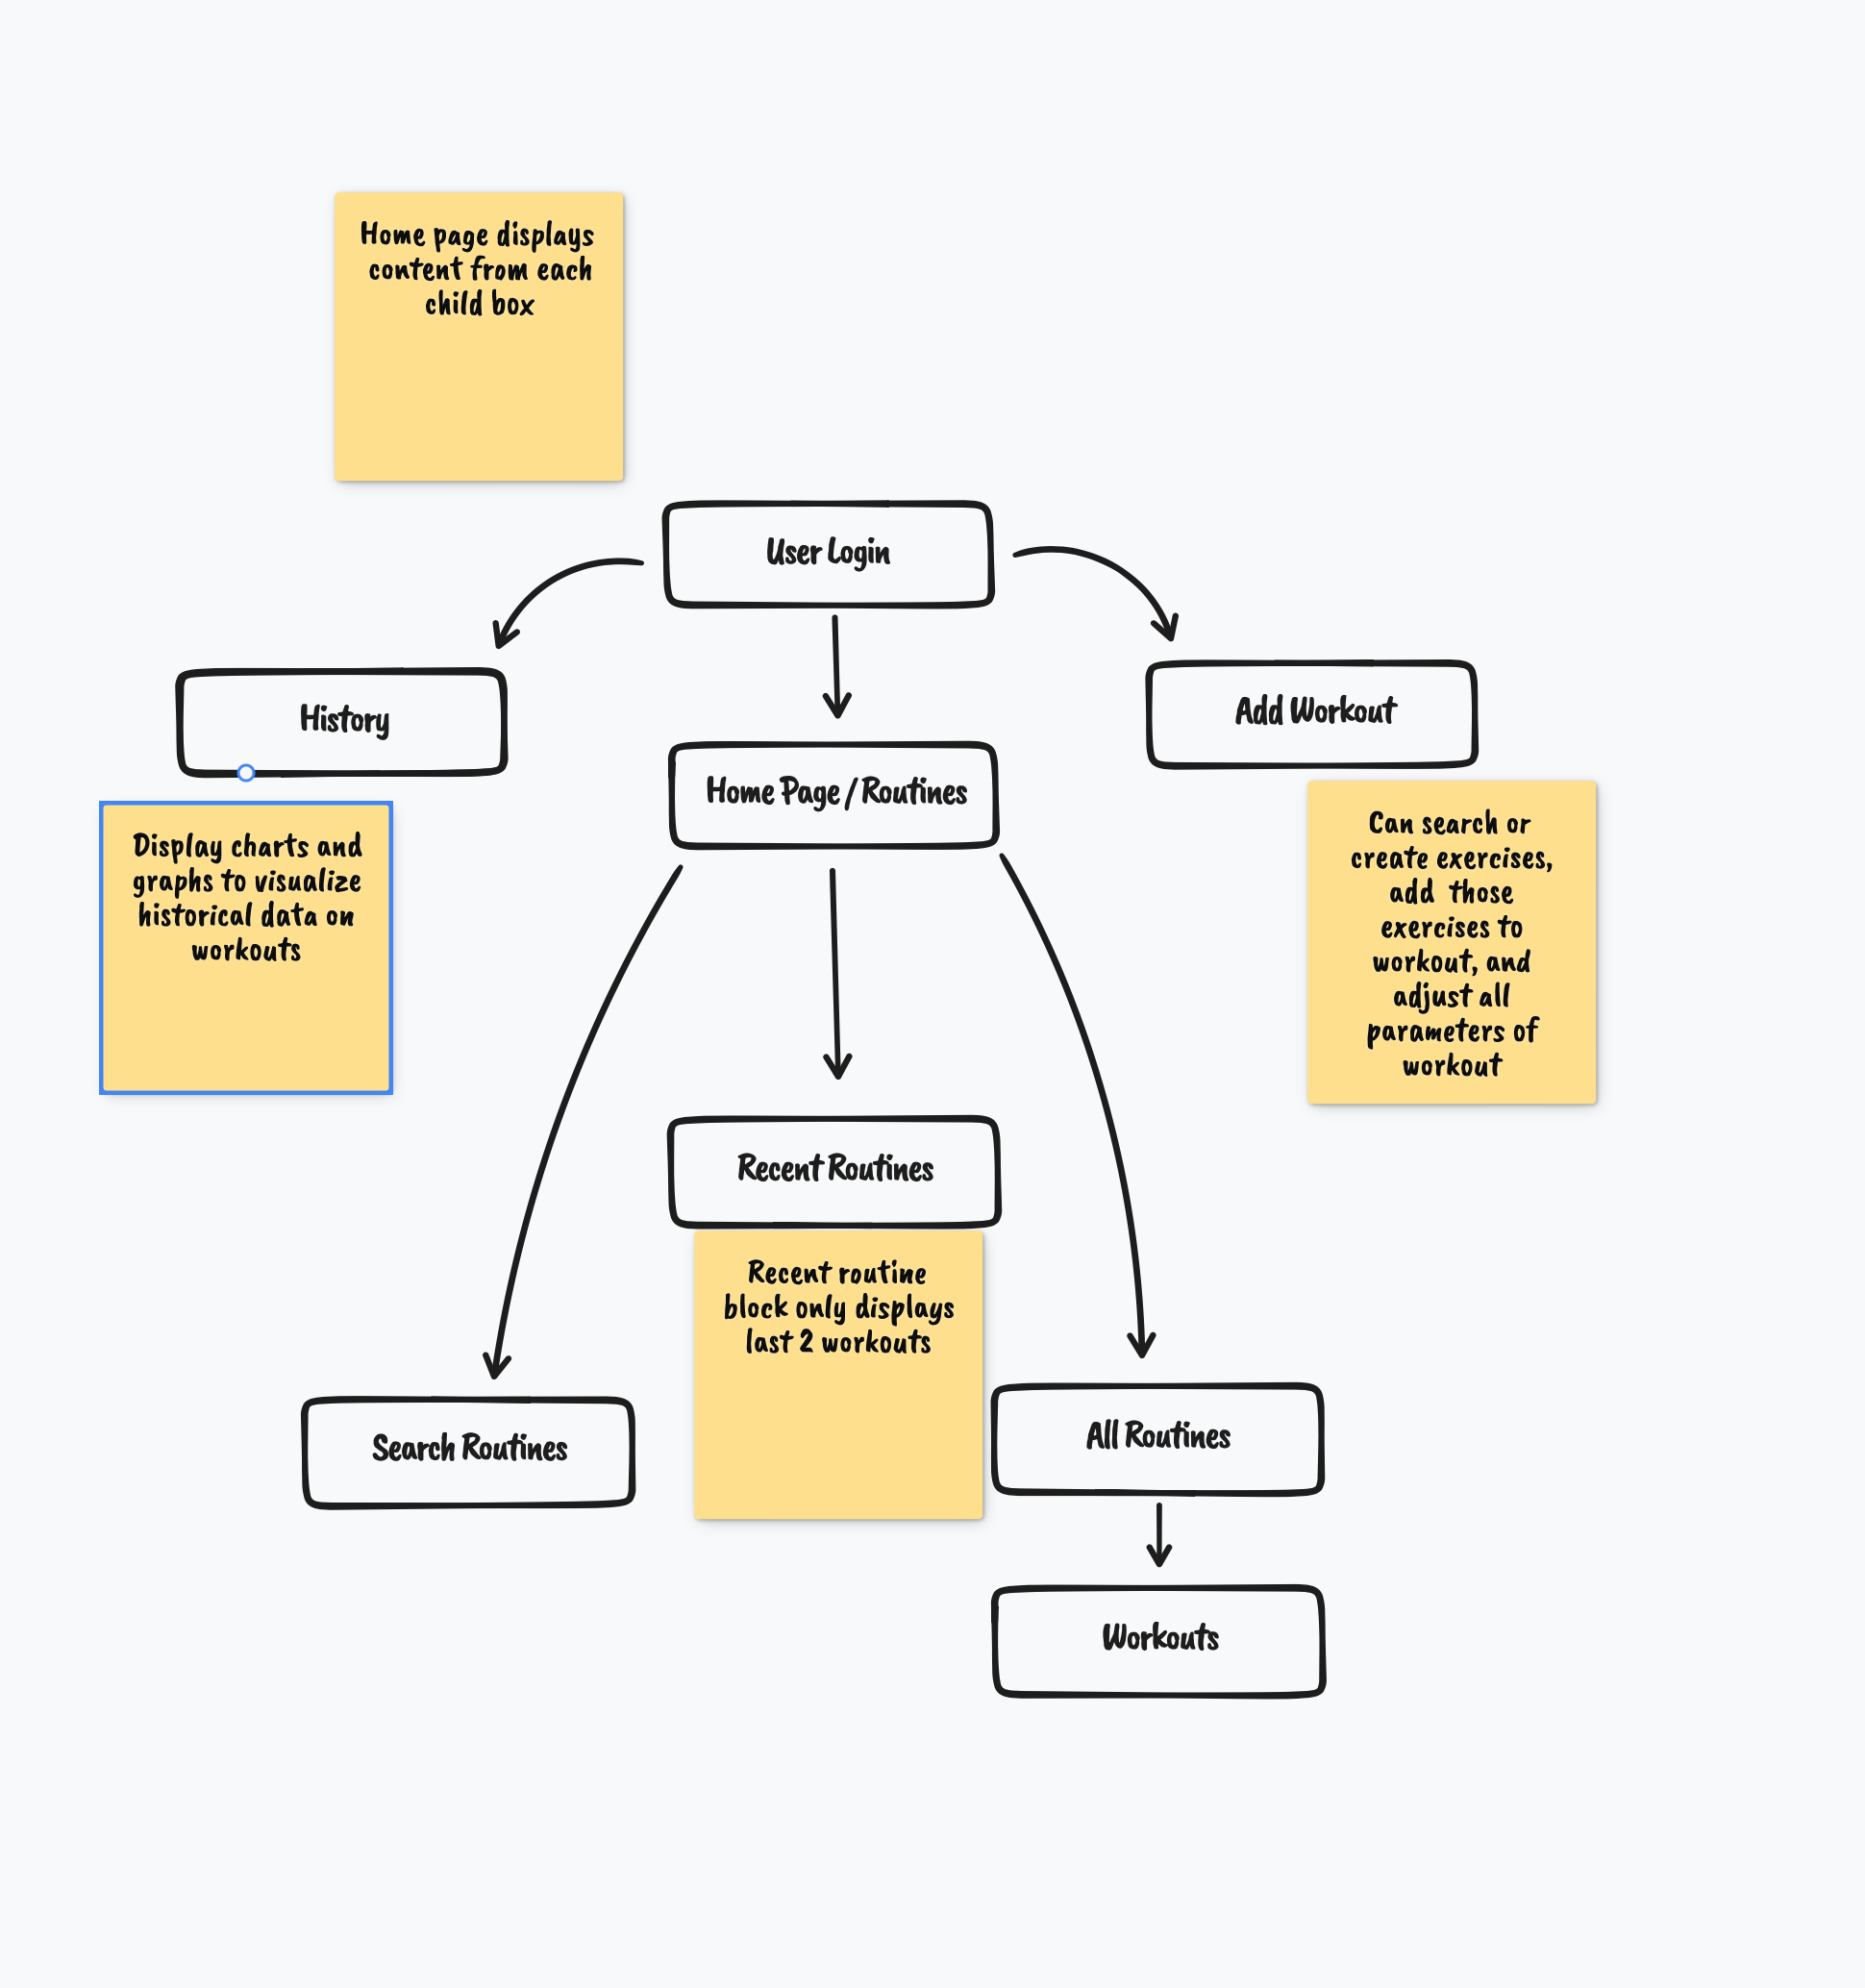 Home page displays
content from each
child box
User Login
History
Add Workout
Home Page / Routines
Display charts and
graphs to visualize
historical data on
workouts
Can search or
create exercises,
add  those
exercises to
workout, and
adjust all
parameters of
workout
Recent Routines
Recent routine
block only displays
last 2 workouts
Search Routines
All Routines
Workouts